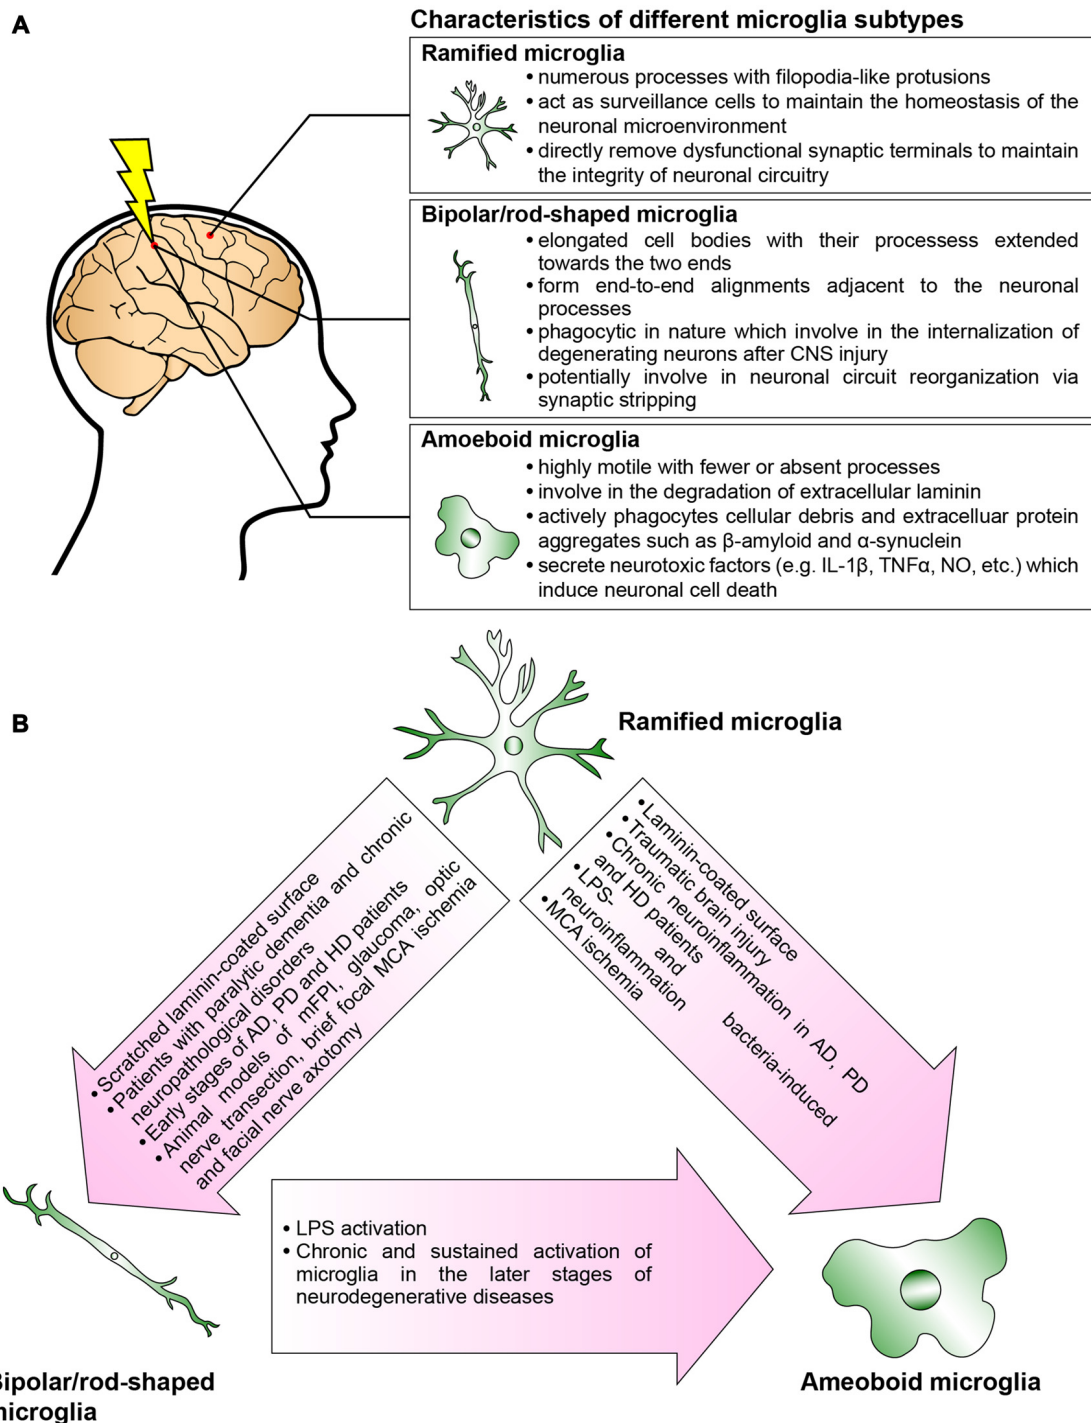 A
Characteristics of different microglia subtypes
Ramified microglia
• numerous processes with filopodia-like protusions
• act as surveillance cells to maintain the homeostasis of the
neuronal microenvironment
• directly remove dysfunctional synaptic terminals to maintain
the integrity of neuronal circuitry
Bipolar/rod-shaped microglia
• elongated cell bodies with their processess extended
towards the two ends
• form end-to-end alignments adjacent to the neuronal
processes
• phagocytic in nature which involve in the internalization of
degenerating neurons after CNS injury
• potentially involve in neuronal circuit reorganization via
synaptic stripping
Amoeboid microglia
• highly motile with fewer or absent processes
• involve in the degradation of extracellular laminin
• actively phagocytes cellular debris and extracelluar protein
aggregates such as β-amyloid and α-synuclein
• secrete neurotoxic factors (e.g. IL-1β, TNFα, NO, etc.) which
induce neuronal cell death
B
Ramified microglia
• Scratched laminin-coated surface
• Patients with paralytic dementia and chronic
neuropathological disorders
• Early stages of AD, PD and HD patients
• Animal models of mFPI, glaucoma, optic
nerve transection, brief focal MCA ischemia
and facial nerve axotomy
• Laminin-coated surface
• Traumatic brain injury
• Chronic neuroinflammation in AD, PD
and HD patients
• LPS- and bacteria-induced
neuroinflammation
• MCA ischemia
• LPS activation
• Chronic and sustained activation of
microglia in the later stages of
neurodegenerative diseases
Bipolar/rod-shaped
microglia
Ameoboid microglia